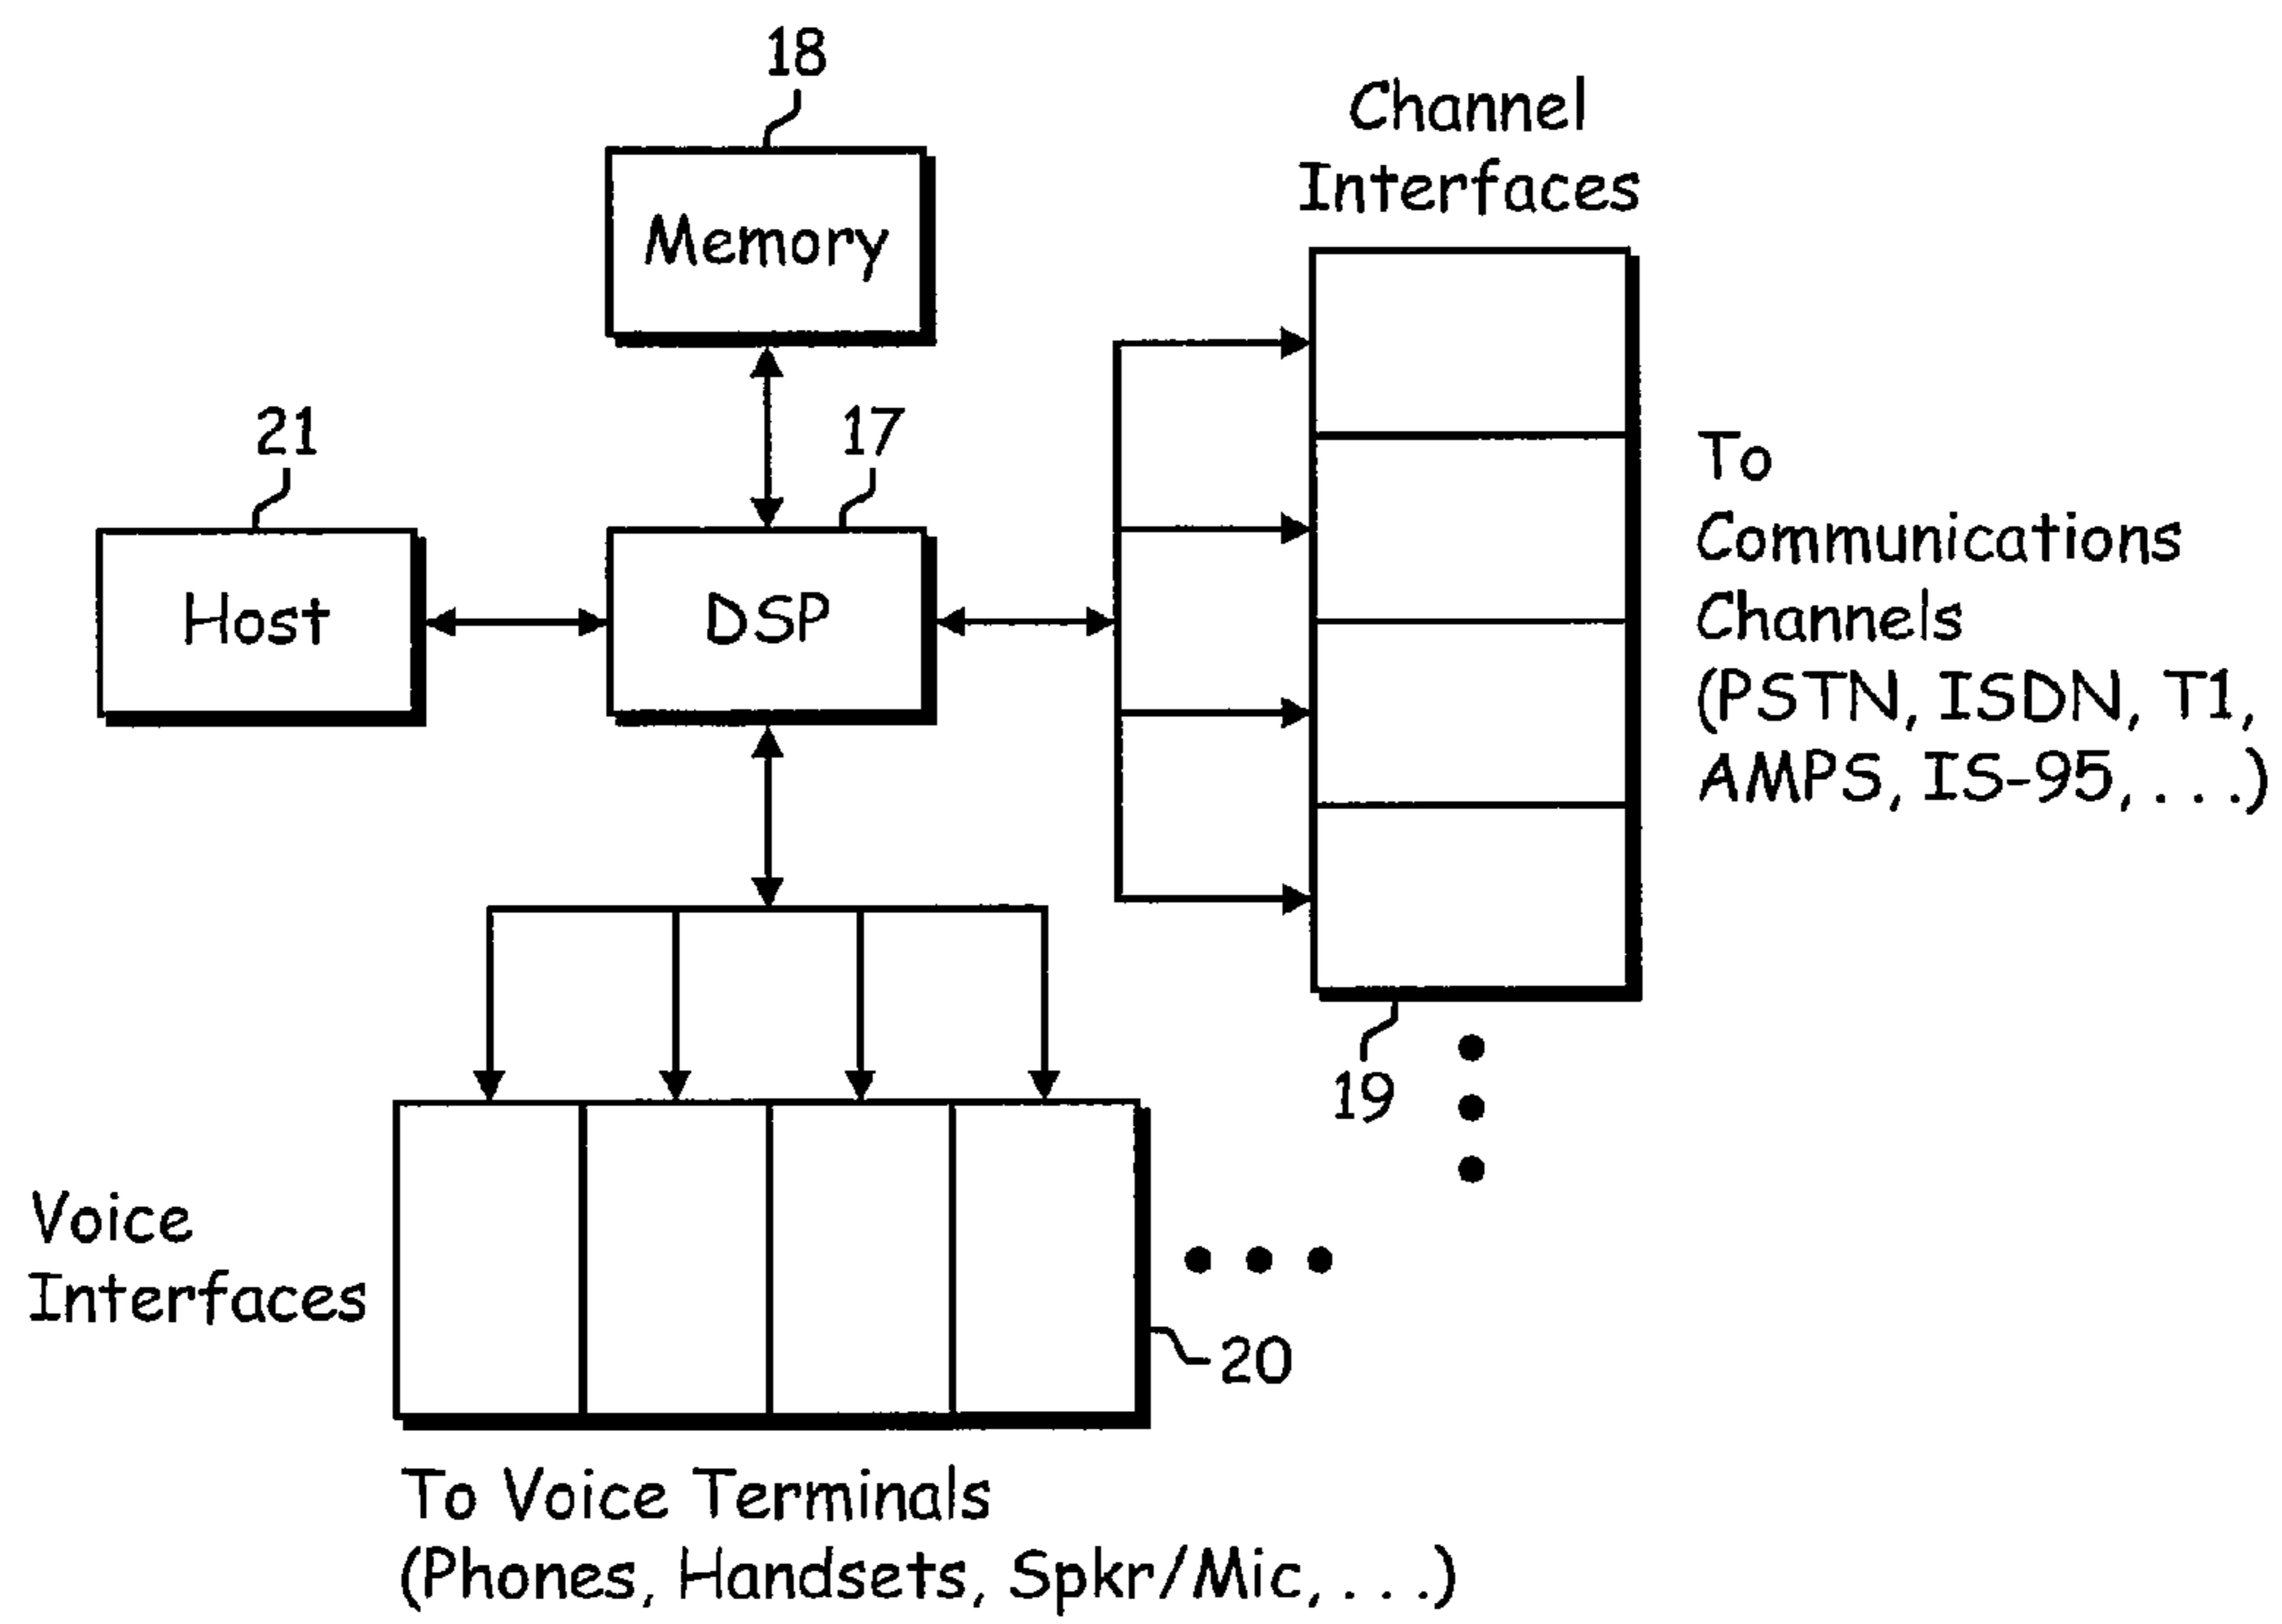 18
Channel
Interfaces
Memory
21
17
To
Communications
Channels
(PSTN, ISDN, T1,
AMPS, IS-95, . . .)
Host
DSP
19
Voice
Interfaces
20
To Voice Terminals
(Phones, Handsets, Spkr/Mic, . . .)